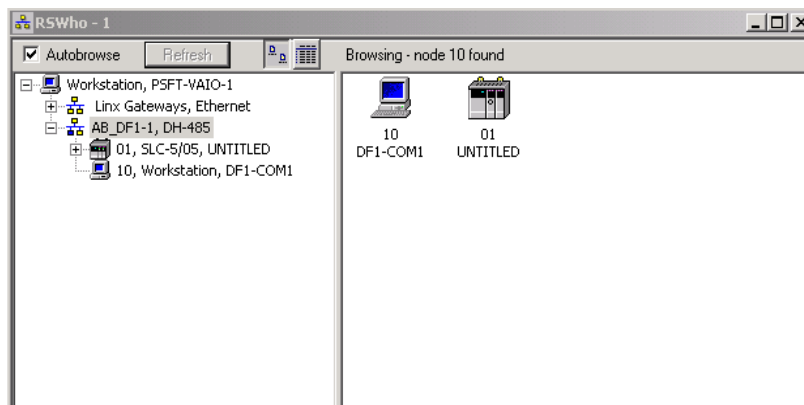 RSWho - 1
Autobrowse Refresh Browsing - node 10 found
Workstation, PSFT-VAIO-1
Linx Gateways, Ethernet
AB_DF1-1, DH-485
01, SLC-5/05, UNTITLED
10, Workstation, DF1-COM1
10
DF1-COM1
01
UNTITLED